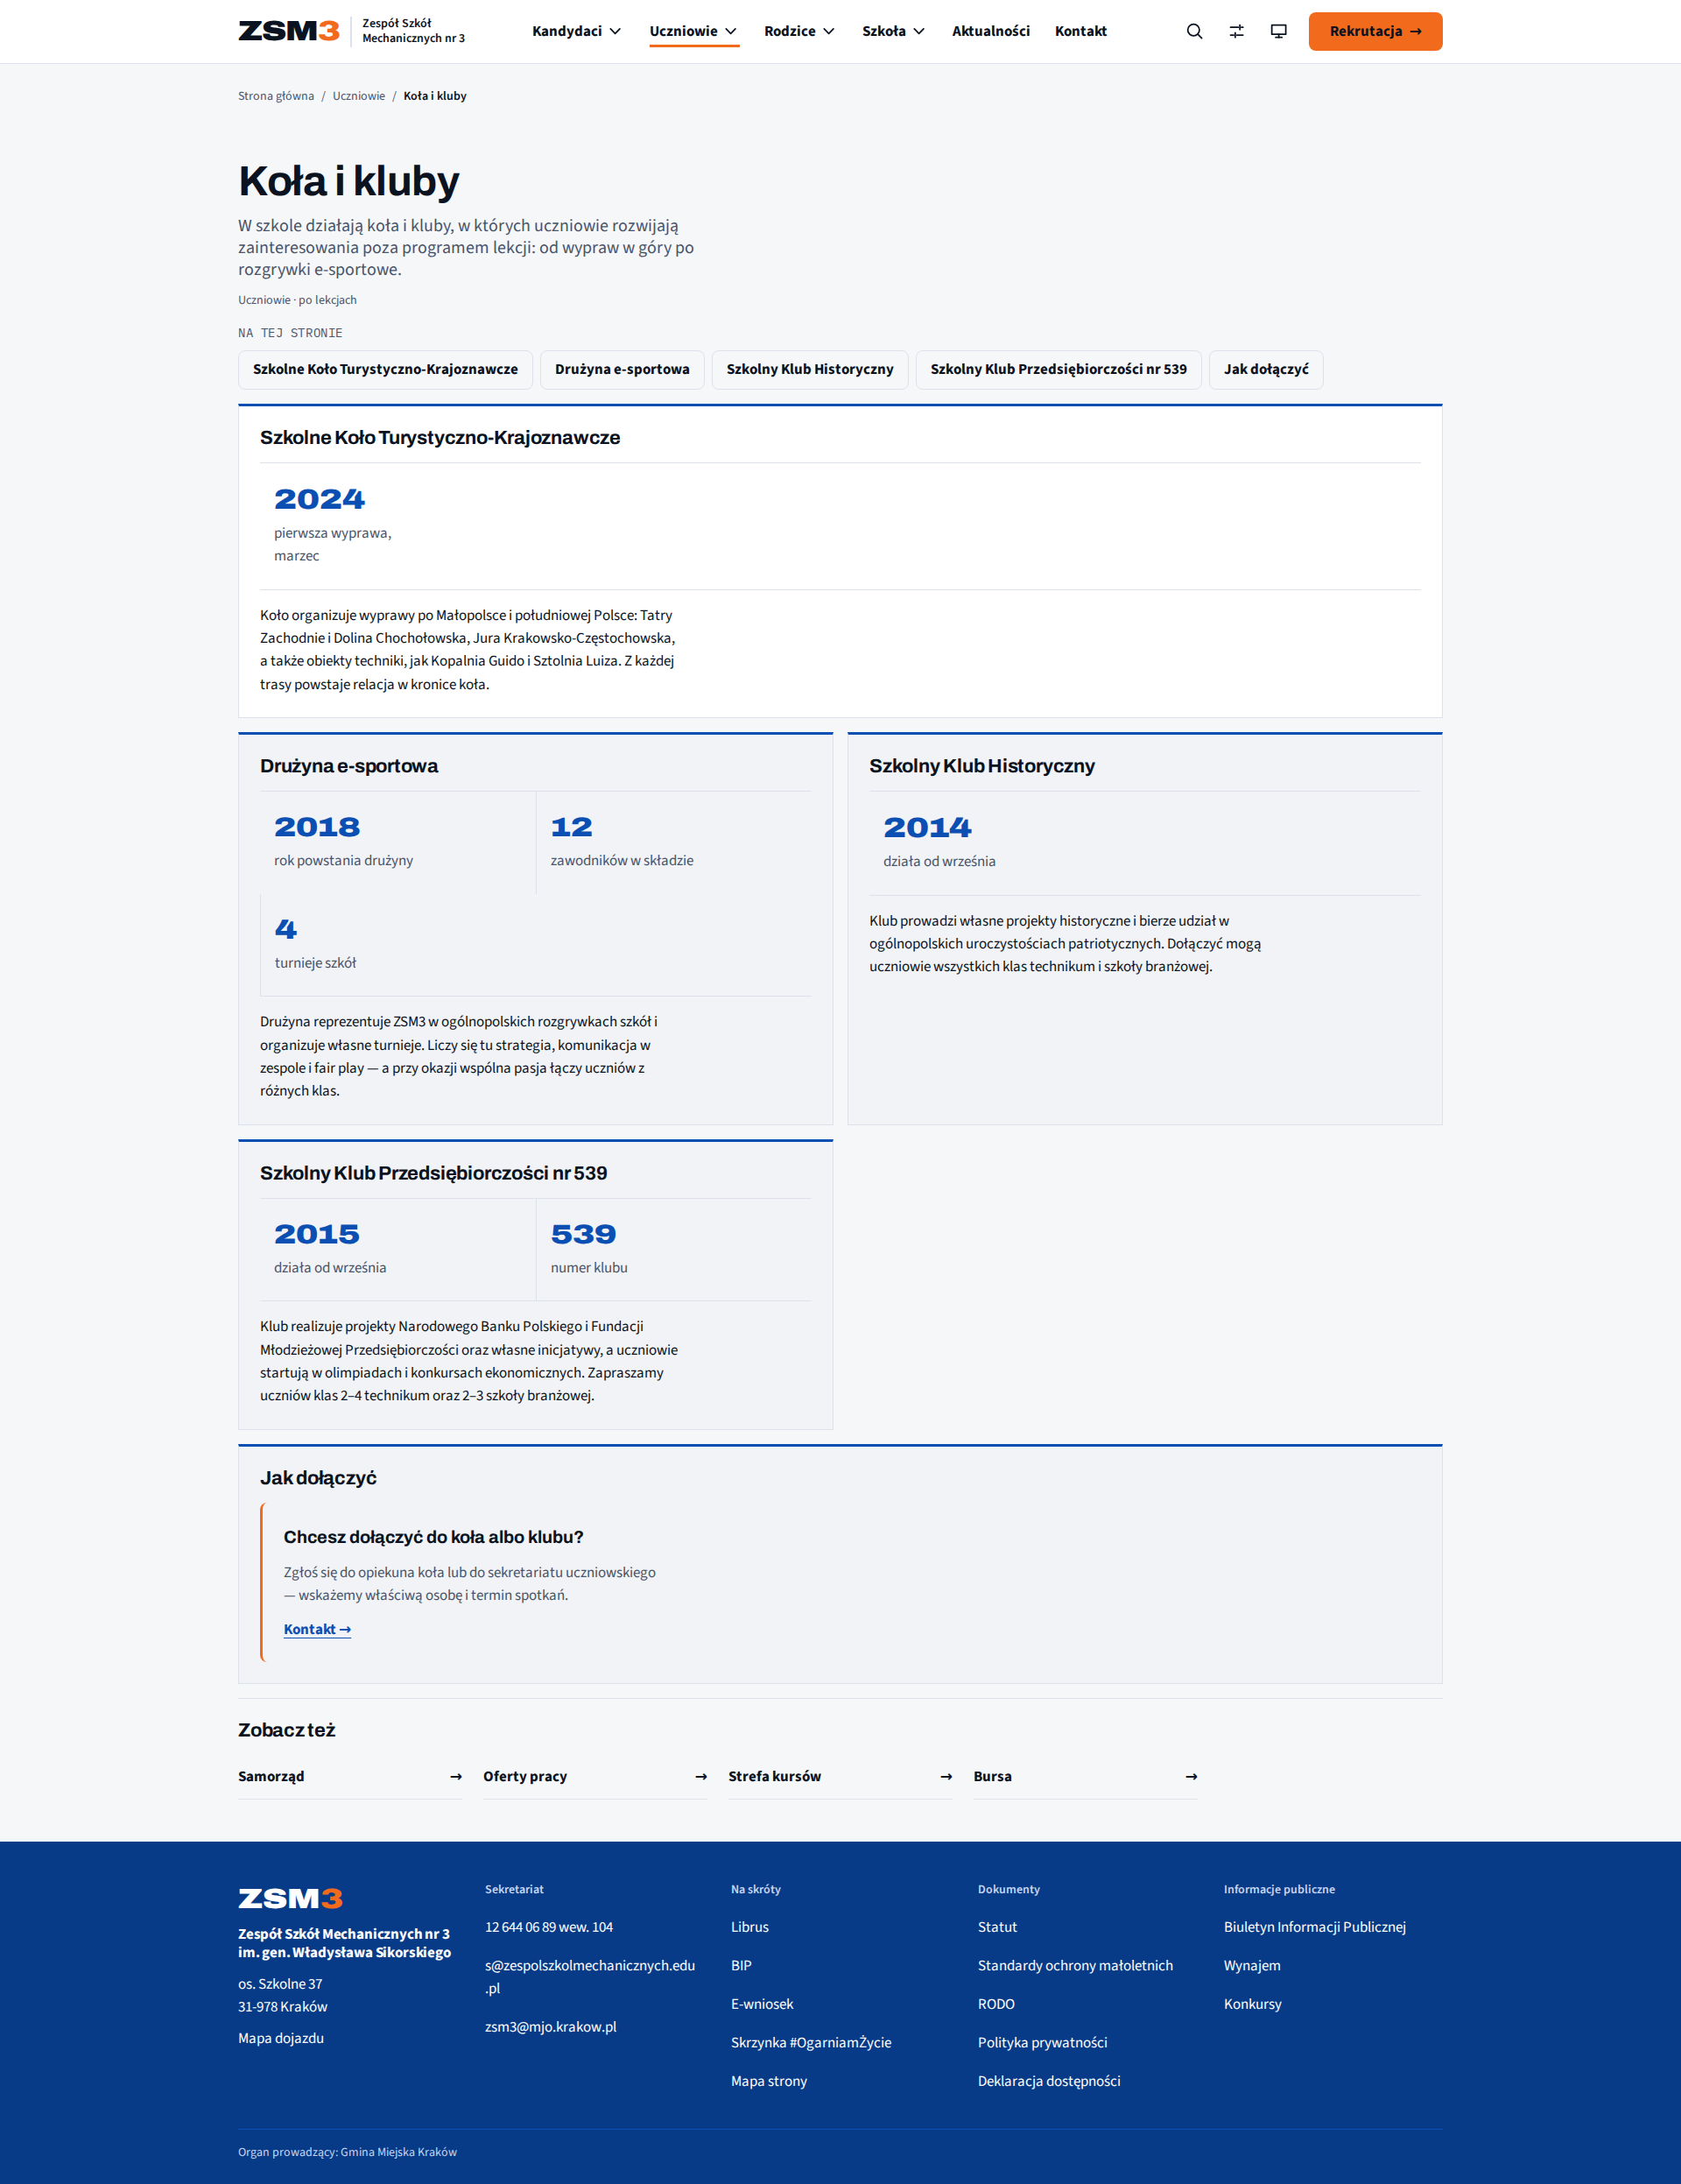 ZSM3
Zespół Szkół
Mechanicznych nr 3
Kandydaci
Uczniowie
Rodzice
Szkoła
Aktualności
Kontakt
Rekrutacja →
Strona główna / Uczniowie / Koła i kluby
Koła i kluby
W szkole działają koła i kluby, w których uczniowie rozwijają
zainteresowania poza programem lekcji: od wypraw w góry po
rozgrywki e-sportowe.
Uczniowie · po lekcjach
NA TEJ STRONIE
Szkolne Koło Turystyczno-Krajoznawcze
Drużyna e-sportowa
Szkolny Klub Historyczny
Szkolny Klub Przedsiębiorczości nr 539
Jak dołączyć
Szkolne Koło Turystyczno-Krajoznawcze
2024
pierwsza wyprawa,
marzec
Koło organizuje wyprawy po Małopolsce i południowej Polsce: Tatry
Zachodnie i Dolina Chochołowska, Jura Krakowsko-Częstochowska,
a także obiekty techniki, jak Kopalnia Guido i Sztolnia Luiza. Z każdej
trasy powstaje relacja w kronice koła.
Drużyna e-sportowa
2018
rok powstania drużyny
12
zawodników w składzie
4
turnieje szkół
Drużyna reprezentuje ZSM3 w ogólnopolskich rozgrywkach szkół i
organizuje własne turnieje. Liczy się tu strategia, komunikacja w
zespole i fair play — a przy okazji wspólna pasja łączy uczniów z
różnych klas.
Szkolny Klub Historyczny
2014
działa od września
Klub prowadzi własne projekty historyczne i bierze udział w
ogólnopolskich uroczystościach patriotycznych. Dołączyć mogą
uczniowie wszystkich klas technikum i szkoły branżowej.
Szkolny Klub Przedsiębiorczości nr 539
2015
działa od września
539
numer klubu
Klub realizuje projekty Narodowego Banku Polskiego i Fundacji
Młodzieżowej Przedsiębiorczości oraz własne inicjatywy, a uczniowie
startują w olimpiadach i konkursach ekonomicznych. Zapraszamy
uczniów klas 2–4 technikum oraz 2–3 szkoły branżowej.
Jak dołączyć
Chcesz dołączyć do koła albo klubu?
Zgłoś się do opiekuna koła lub do sekretariatu uczniowskiego
— wskażemy właściwą osobę i termin spotkań.
Kontakt →
Zobacz też
Samorząd →
Oferty pracy →
Strefa kursów →
Bursa →
ZSM3
Zespół Szkół Mechanicznych nr 3
im. gen. Władysława Sikorskiego
os. Szkolne 37
31-978 Kraków
Mapa dojazdu
Sekretariat
12 644 06 89 wew. 104
s@zespolszkolmechanicznych.edu
.pl
zsm3@mjo.krakow.pl
Na skróty
Librus
BIP
E-wniosek
Skrzynka #OgarniamŻycie
Mapa strony
Dokumenty
Statut
Standardy ochrony małoletnich
RODO
Polityka prywatności
Deklaracja dostępności
Informacje publiczne
Biuletyn Informacji Publicznej
Wynajem
Konkursy
Organ prowadzący: Gmina Miejska Kraków